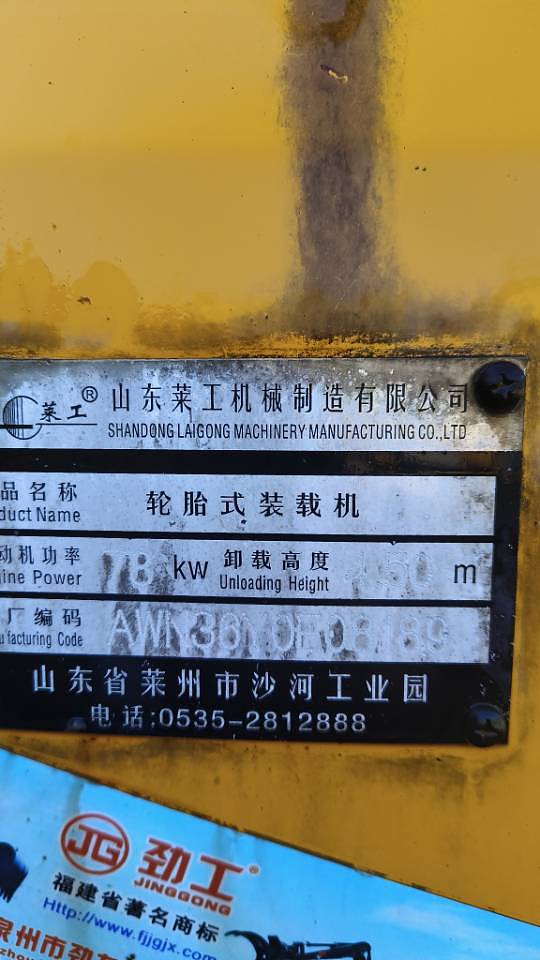 莱工® 山东莱工机械制造有限公司
SHANDONG LAIGONG MACHINERY MANUFACTURING CO.,LTD
品名称 轮胎式装载机
duct Name
动机功率 78 kw 卸载高度 50 m
gine Power Unloading Height
厂编码
facturing Code
山东省莱州市沙河工业园
电话:0535-2812888
JG 劲工®
JINGGONG
福建省著名商标
Http://www.fjjgjx.com
泉州市劲